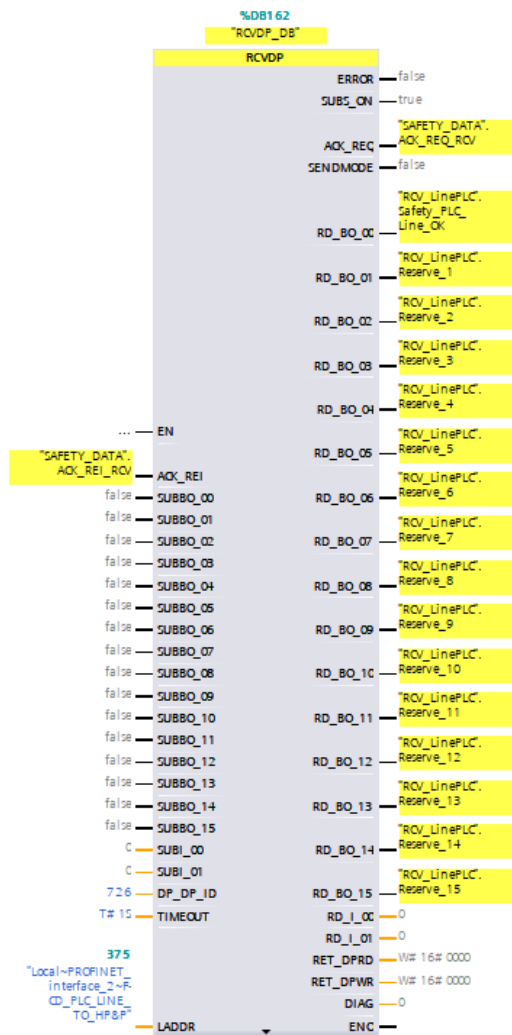 %DB162
"RCVDP_DB"
RCVDP
ERROR false
SUBS_ON true
"SAFETY_DATA".
ACK_REQ ACK_REQ_RCV
SENDMODE false
"RCV_LinePLC".
Safety_PLC_
RD_BO_00 Line_OK
"RCV_LinePLC".
RD_BO_01 Reserve_1
"RCV_LinePLC".
RD_BO_02 Reserve_2
"RCV_LinePLC".
RD_BO_03 Reserve_3
"RCV_LinePLC".
RD_BO_04 Reserve_4
... EN
"RCV_LinePLC".
RD_BO_05 Reserve_5
"SAFETY_DATA".
ACK_REI_RCV ACK_REI
"RCV_LinePLC".
false SUBBO_00 RD_BO_06 Reserve_6
false SUBBO_01
"RCV_LinePLC".
false SUBBO_02 RD_BO_07 Reserve_7
false SUBBO_03
"RCV_LinePLC".
false SUBBO_04 RD_BO_08 Reserve_8
false SUBBO_05
"RCV_LinePLC".
false SUBBO_06 RD_BO_09 Reserve_9
false SUBBO_07
"RCV_LinePLC".
false SUBBO_08 RD_BO_10 Reserve_10
false SUBBO_09
"RCV_LinePLC".
false SUBBO_10 RD_BO_11 Reserve_11
false SUBBO_11
"RCV_LinePLC".
false SUBBO_12 RD_BO_12 Reserve_12
false SUBBO_13
"RCV_LinePLC".
false SUBBO_14 RD_BO_13 Reserve_13
false SUBBO_15
"RCV_LinePLC".
0 SUBI_00 RD_BO_14 Reserve_14
0 SUBI_01
"RCV_LinePLC".
726 DP_DP_ID RD_BO_15 Reserve_15
T# 1S TIMEOUT RD_I_00 0
RD_I_01 0
375 RET_DPRD W# 16# 0000
"Local~PROFINET_
interface_2~F- RET_DPWR W# 16# 0000
CD_PLC_LINE_ DIAG 0
TO_HP&P"
LADDR ENO